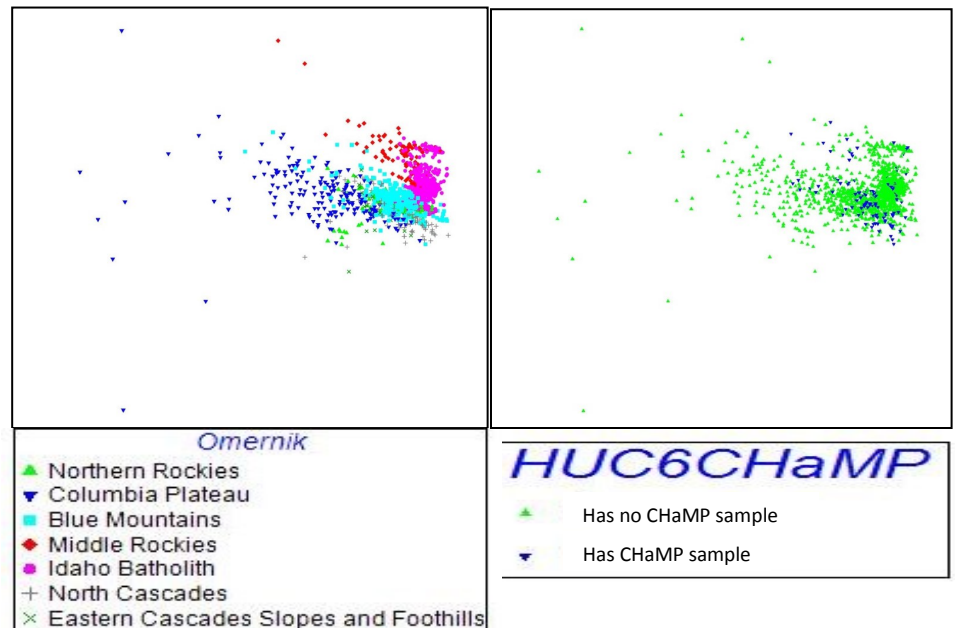 Omernik
Northern Rockies
Columbia Plateau
Blue Mountains
Middle Rockies
Idaho Batholith
North Cascades
Eastern Cascades Slopes and Foothills
HUC6CHaMP
Has no CHaMP sample
Has CHaMP sample